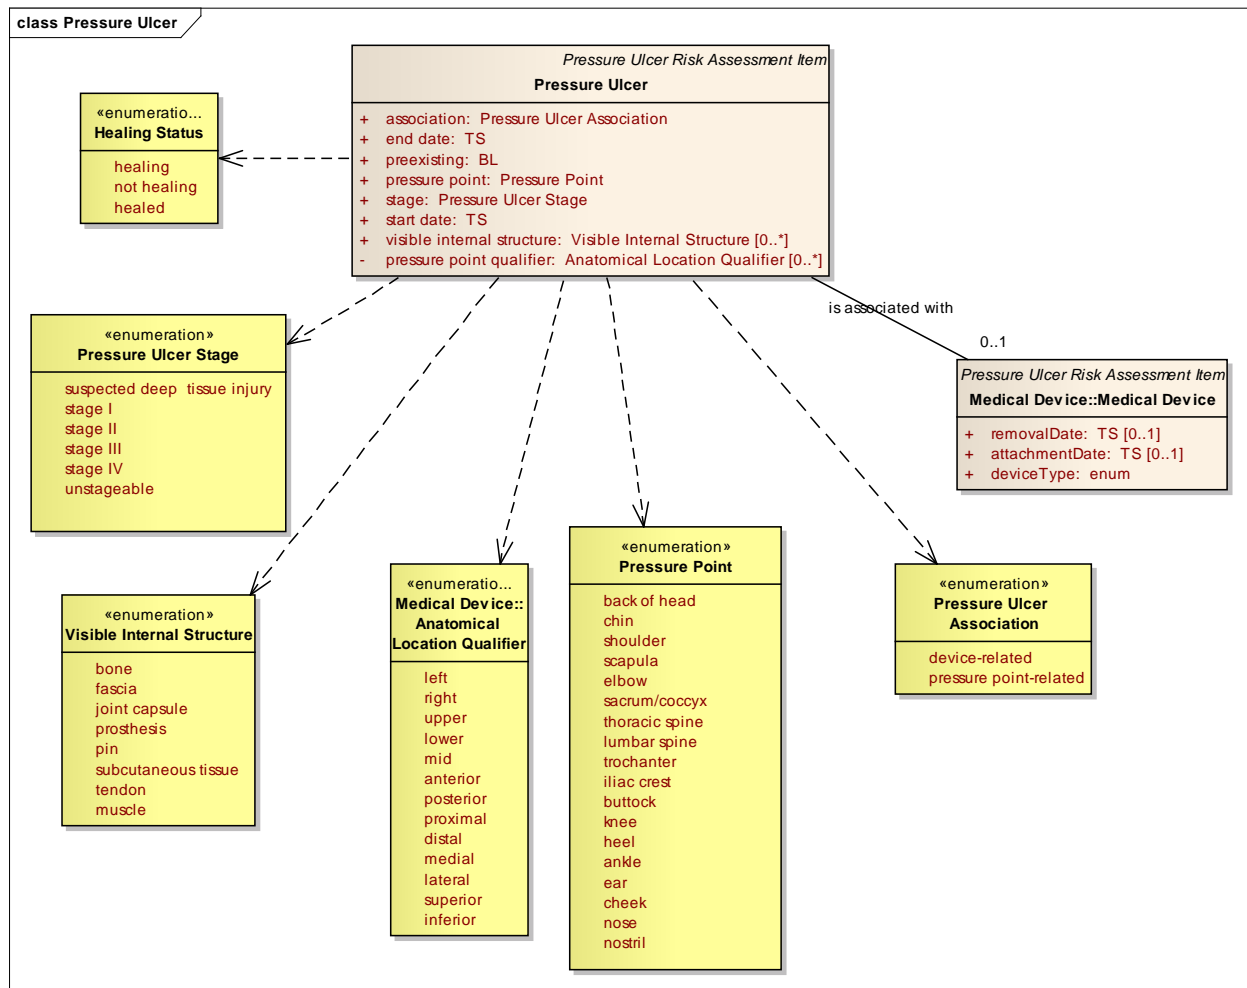 class Pressure Ulcer
Pressure Ulcer Risk Assessment Item
Pressure Ulcer
+ association: Pressure Ulcer Association
+ end date: TS
+ preexisting: BL
+ pressure point: Pressure Point
+ stage: Pressure Ulcer Stage
+ start date: TS
+ visible internal structure: Visible Internal Structure [0..*]
- pressure point qualifier: Anatomical Location Qualifier [0..*]
«enumeratio...
Healing Status
healing
not healing
healed
is associated with
0..1
«enumeration»
Pressure Ulcer Stage
suspected deep tissue injury
stage I
stage II
stage III
stage IV
unstageable
Pressure Ulcer Risk Assessment Item
Medical Device::Medical Device
+ removalDate: TS [0..1]
+ attachmentDate: TS [0..1]
+ deviceType: enum
«enumeration»
Visible Internal Structure
bone
fascia
joint capsule
prosthesis
pin
subcutaneous tissue
tendon
muscle
«enumeratio...
Medical Device::
Anatomical
Location Qualifier
left
right
upper
lower
mid
anterior
posterior
proximal
distal
medial
lateral
superior
inferior
«enumeration»
Pressure Point
back of head
chin
shoulder
scapula
elbow
sacrum/coccyx
thoracic spine
lumbar spine
trochanter
iliac crest
buttock
knee
heel
ankle
ear
cheek
nose
nostril
«enumeration»
Pressure Ulcer
Association
device-related
pressure point-related